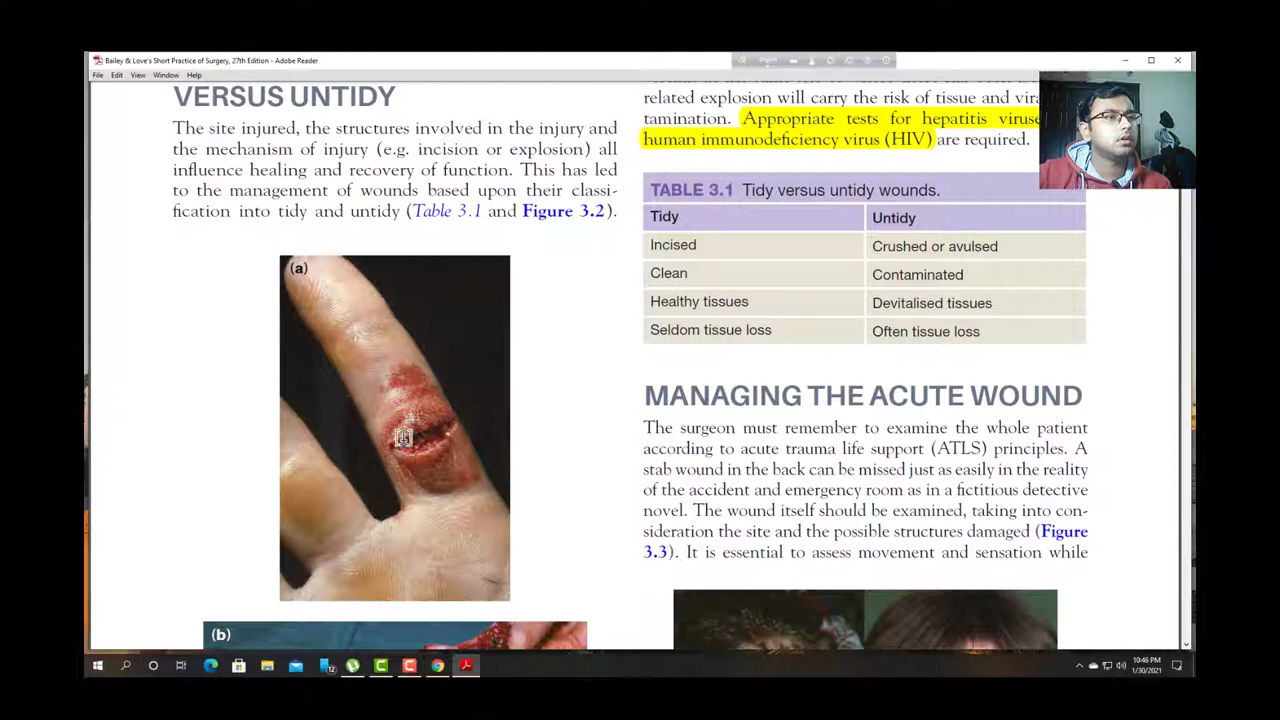 Bailey & Love's Short Practice of Surgery, 27th Edition - Adobe Reader
File Edit View Window Help
VERSUS UNTIDY
The site injured, the structures involved in the injury and
the mechanism of injury (e.g. incision or explosion) all
influence healing and recovery of function. This has led
to the management of wounds based upon their classi-
fication into tidy and untidy (Table 3.1 and Figure 3.2).
(a)
(b)
related explosion will carry the risk of tissue and
tamination. Appropriate tests for hepatitis
human immunodeficiency virus (HIV) are required.
TABLE 3.1 Tidy versus untidy wounds.
Tidy Untidy
Incised Crushed or avulsed
Clean Contaminated
Healthy tissues Devitalised tissues
Seldom tissue loss Often tissue loss
MANAGING THE ACUTE WOUND
The surgeon must remember to examine the whole patient
according to acute trauma life support (ATLS) principles. A
stab wound in the back can be missed just as easily in the reality
of the accident and emergency room as in a fictitious detective
novel. The wound itself should be examined, taking into con-
sideration the site and the possible structures damaged (Figure
3.3). It is essential to assess movement and sensation while
12
10:46 PM
1/30/2021